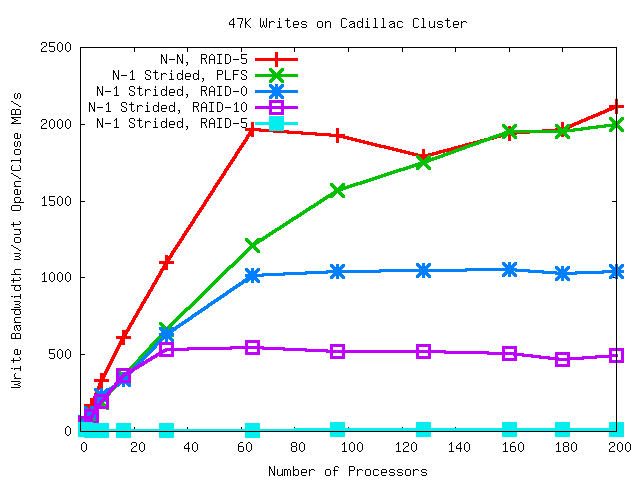 47K Writes on Cadillac Cluster
2500
2000
1500
1000
500
0
Write Bandwidth w/out Open/Close MB/s
N-N, RAID-5
N-1 Strided, PLFS
N-1 Strided, RAID-0
N-1 Strided, RAID-10
N-1 Strided, RAID-5
0 20 40 60 80 100 120 140 160 180 200
Number of Processors